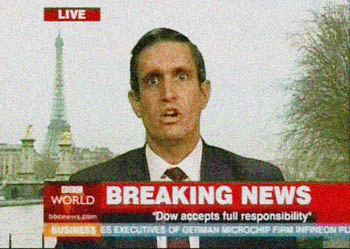 LIVE
BBC
WORLD
bbcnews.com
BREAKING NEWS
"Dow accepts full responsibility"
BUSINESS ES EXECUTIVES OF GERMAN MICROCHIP FIRM INFINEON PL